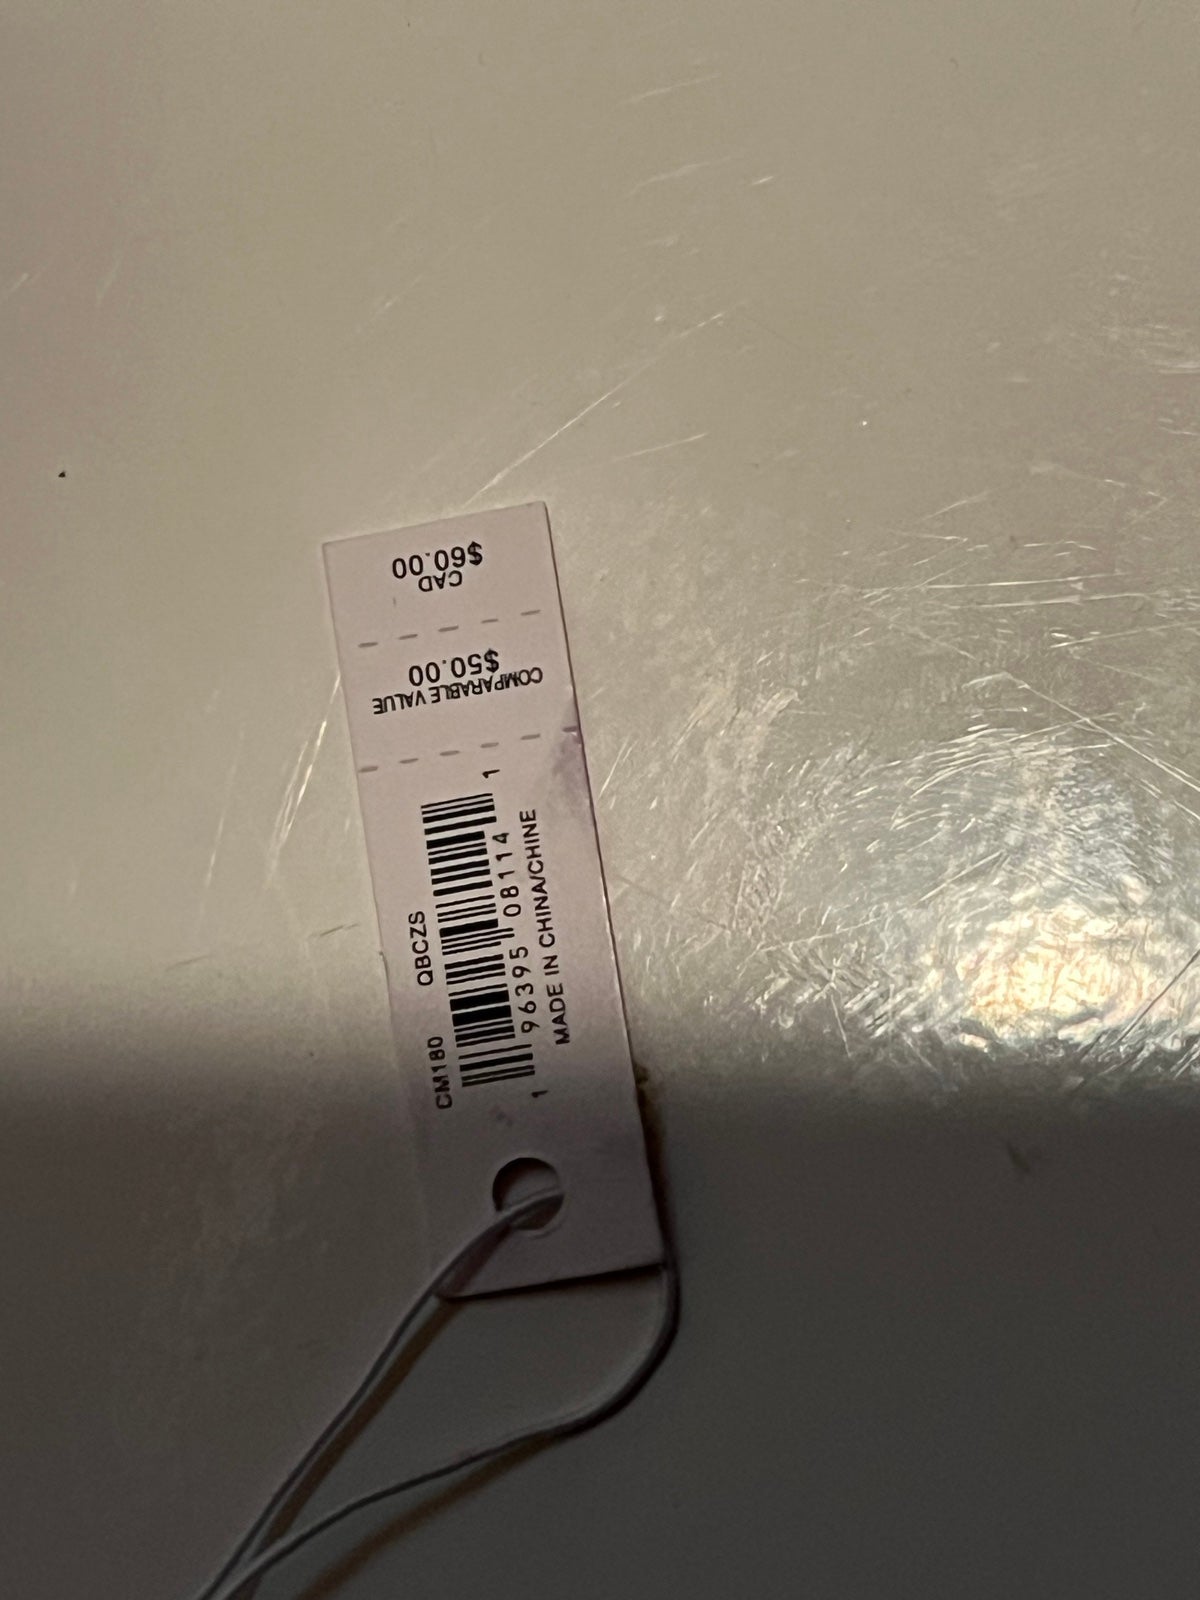 CM180 QBCZS
1 96395 08114 1
MADE IN CHINA/CHINE
COMPARABLE VALUE
$50.00
CAD
$60.00